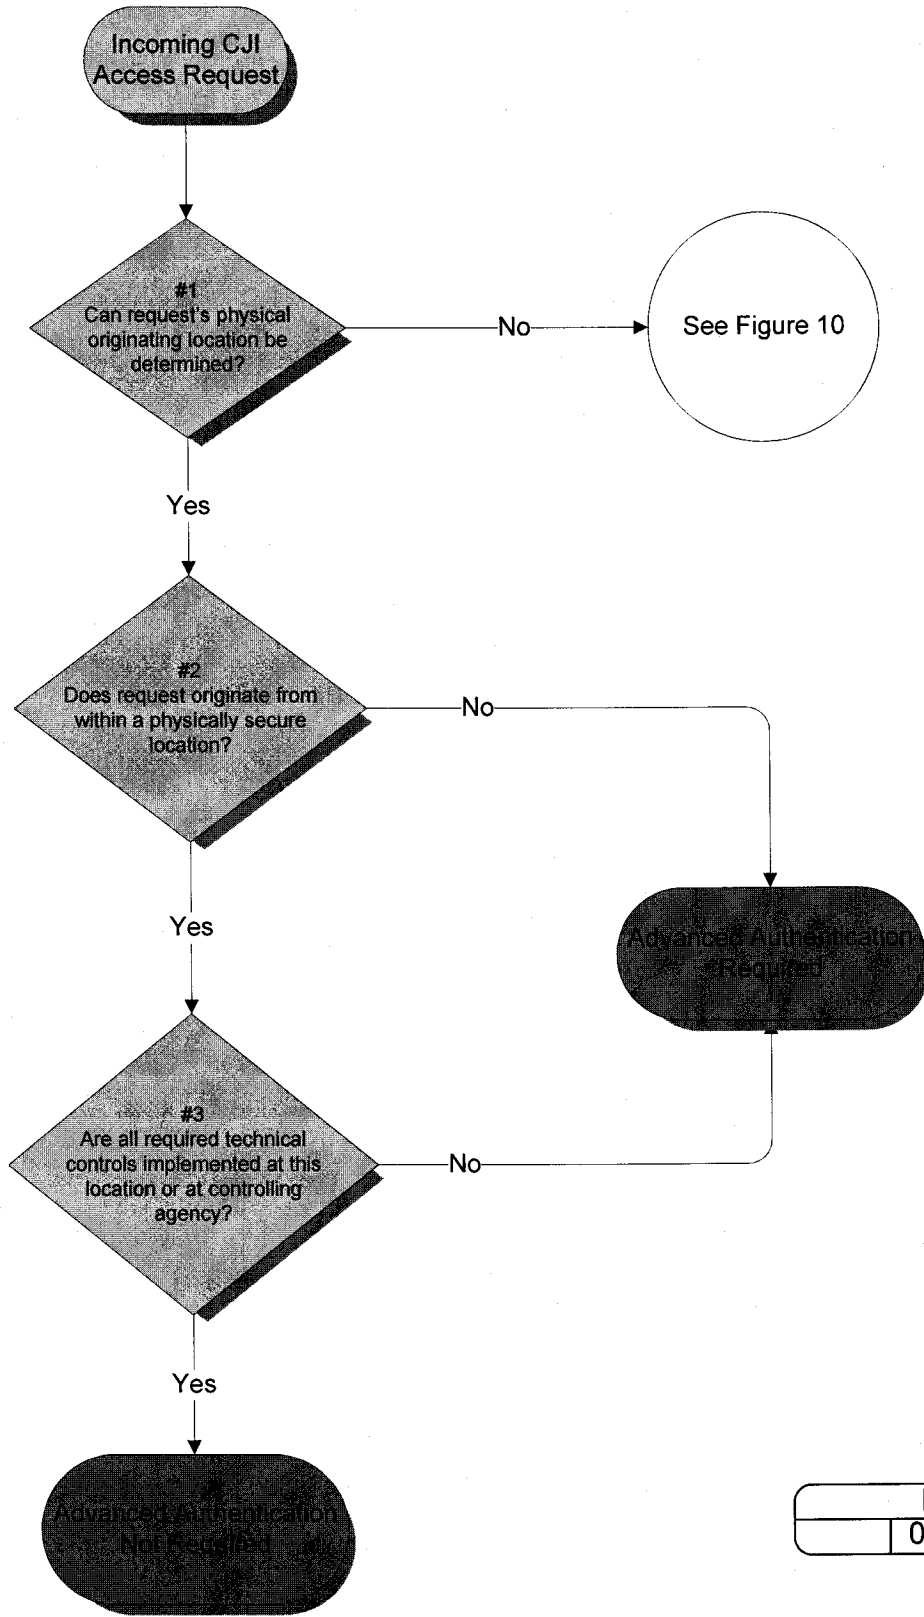 Incoming CJI
Access Request
#1
Can request's physical
originating location be
determined?
No
See Figure 10
Yes
#2
Does request originate from
within a physically secure
location?
No
Yes
Advanced Authentication
Required
#3
Are all required technical
controls implemented at this
location or at controlling
agency?
No
Yes
Advanced Authentication
Not Required
0